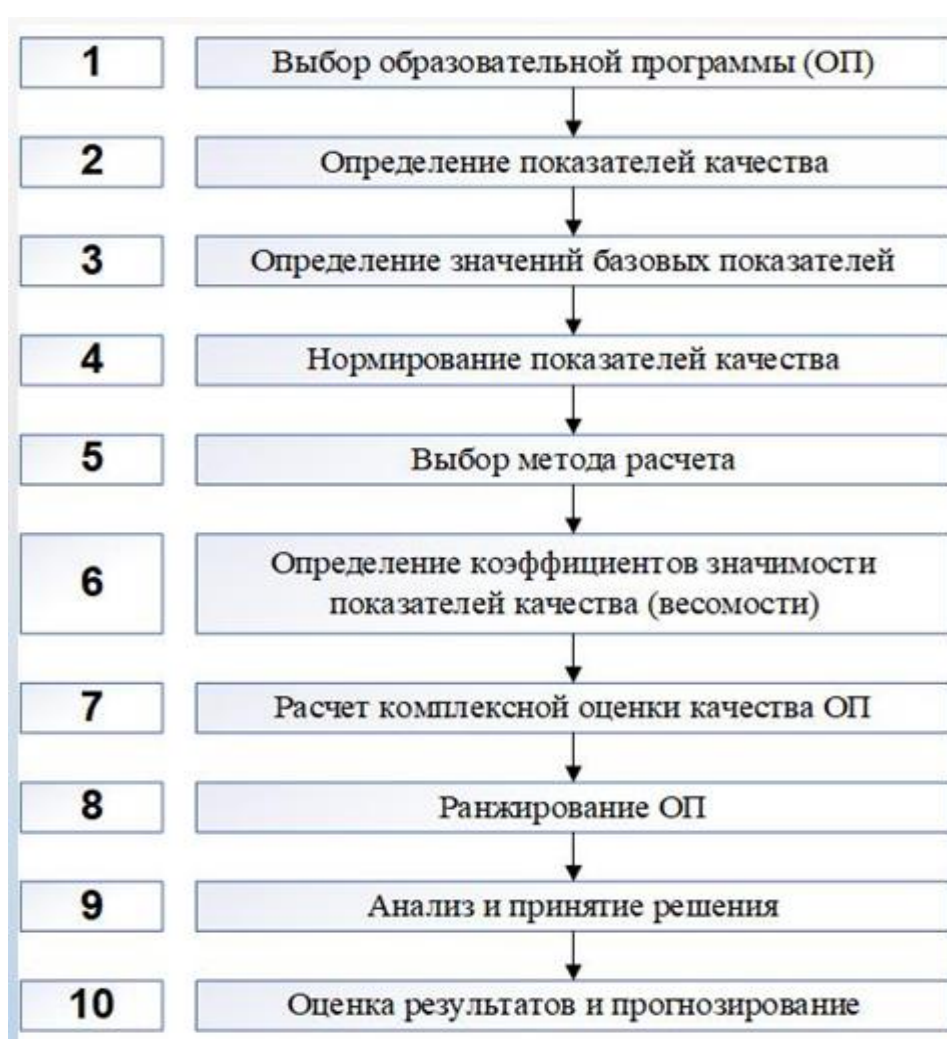 1 Выбор образовательной программы (ОП)
2 Определение показателей качества
3 Определение значений базовых показателей
4 Нормирование показателей качества
5 Выбор метода расчета
6 Определение коэффициентов значимости
показателей качества (весомости)
7 Расчет комплексной оценки качества ОП
8 Ранжирование ОП
9 Анализ и принятие решения
10 Оценка результатов и прогнозирование